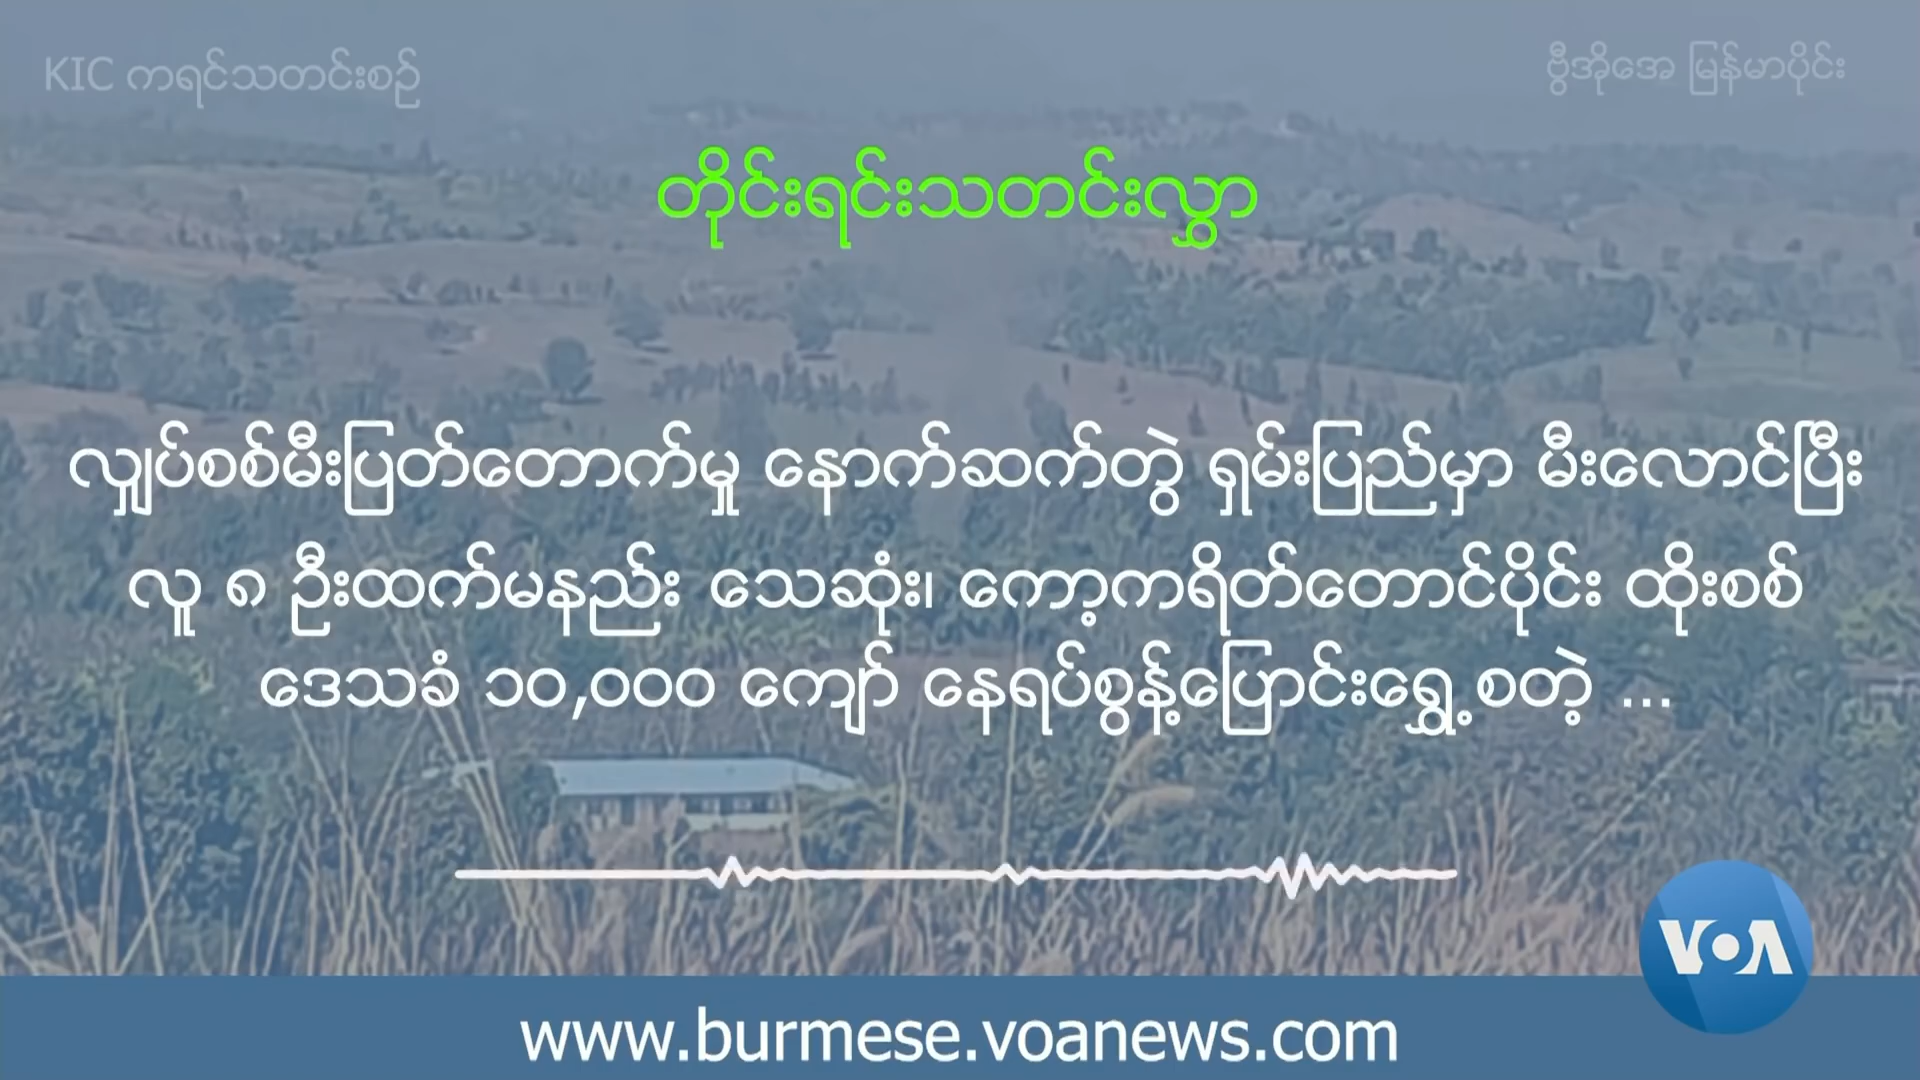 KIC ကရင်သတင်းစဉ်
ဗွီအိုအေ မြန်မာပိုင်း
တိုင်းရင်းသတင်းလွှာ
လျှပ်စစ်မီးပြတ်တောက်မှု နောက်ဆက်တွဲ ရှမ်းပြည်မှာ မီးလောင်ပြီး
လူ ၈ ဦးထက်မနည်း သေဆုံး၊ ကော့ကရိတ်တောင်ပိုင်း ထိုးစစ်
ဒေသခံ ၁၀,၀၀၀ ကျော် နေရပ်စွန့်ပြောင်းရွှေ့စတဲ့ ...
VOA
www.burmese.voanews.com